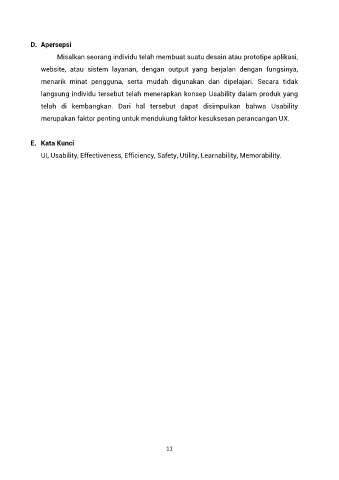 D. Apersepsi
Misalkan seorang individu telah membuat suatu desain atau prototipe aplikasi,
website, atau sistem layanan, dengan output yang berjalan dengan fungsinya,
menarik minat pengguna, serta mudah digunakan dan dipelajari. Secara tidak
langsung individu tersebut telah menerapkan konsep Usability dalam produk yang
telah di kembangkan. Dari hal tersebut dapat disimpulkan bahwa Usability
merupakan faktor penting untuk mendukung faktor kesuksesan perancangan UX.
E. Kata Kunci
UI, Usability, Effectiveness, Efficiency, Safety, Utility, Learnability, Memorability.
11